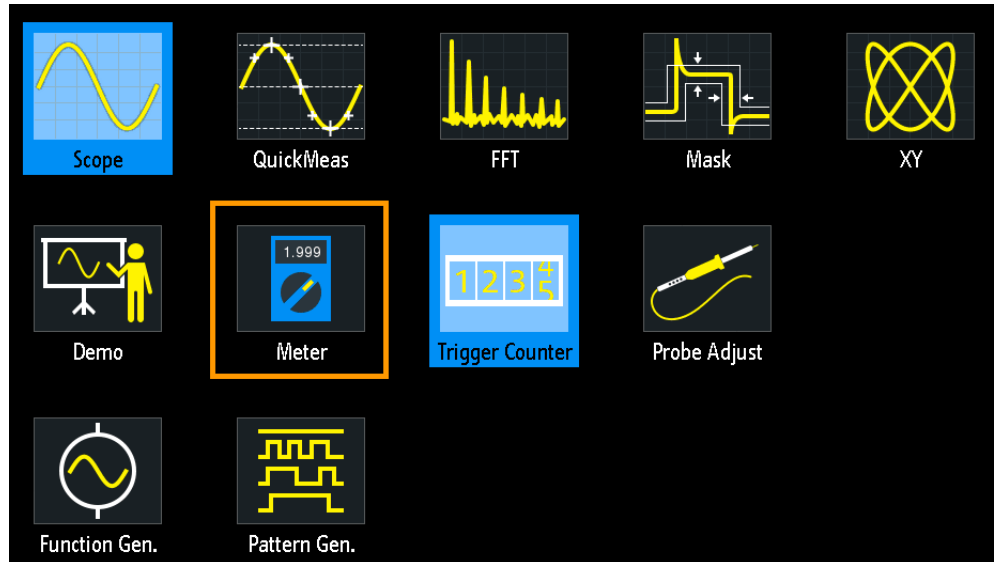 Scope
QuickMeas
FFT
Mask
XY
1.999
1 2 3 4
5
Demo
Meter
Trigger Counter
Probe Adjust
Function Gen.
Pattern Gen.